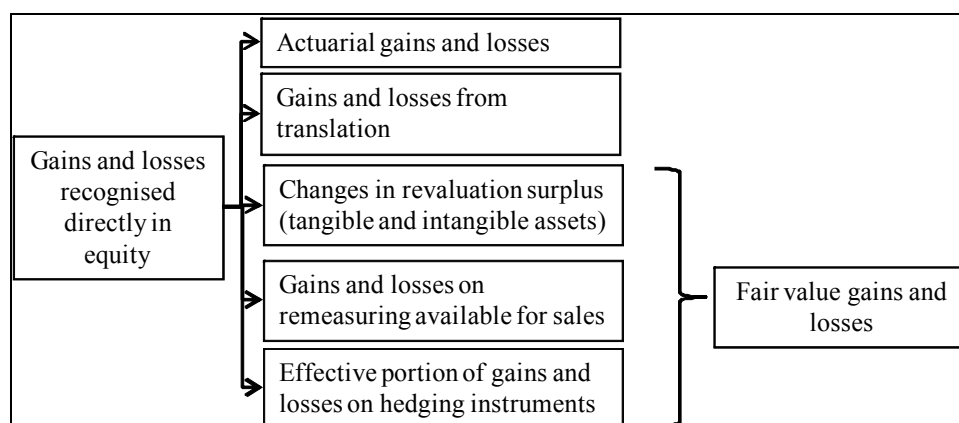 Actuarial gains and losses
Gains and losses from
translation
Gains and losses
recognised
directly in
equity
Changes in revaluation surplus
(tangible and intangible assets)
Gains and losses on
remeasuring available for sales
Effective portion of gains and
losses on hedging instruments
Fair value gains and
losses